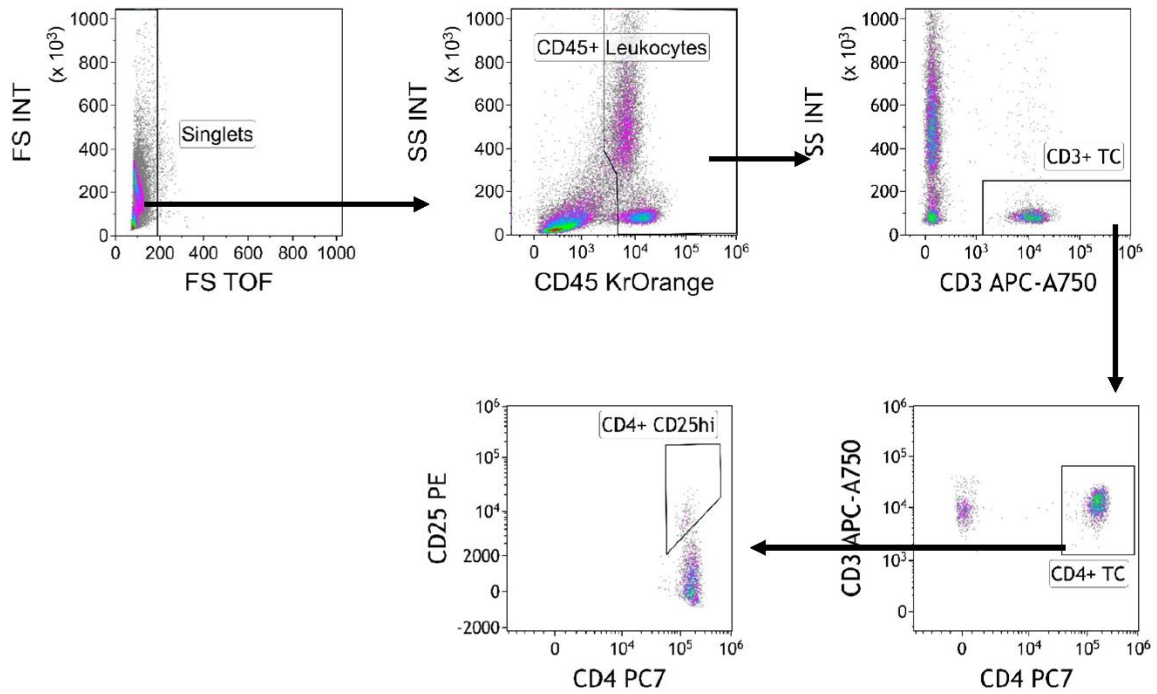 FS INT
(x 10³)
1000
800
600
400
200
0
Singlets
0 200 400 600 800 1000
FS TOF
SS INT
(x 10³)
1000
800
600
400
200
0
CD45+ Leukocytes
10³ 10⁴ 10⁵ 10⁶
CD45 KrOrange
SS INT
(x 10³)
1000
800
600
400
200
0
CD3+ TC
0 10³ 10⁴ 10⁵ 10⁶
CD3 APC-A750
CD25 PE
10⁶
10⁵
10⁴
2000
0
-2000
CD4+ CD25hi
0 10⁴ 10⁵ 10⁶
CD4 PC7
CD3 APC-A750
10⁶
10⁵
10⁴
10³
0
CD4+ TC
0 10⁴ 10⁵ 10⁶
CD4 PC7